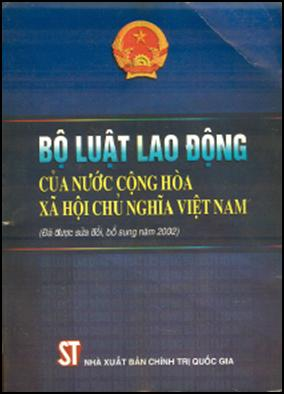 BỘ LUẬT LAO ĐỘNG
CỦA NƯỚC CỘNG HÒA
XÃ HỘI CHỦ NGHĨA VIỆT NAM
(Đã được sửa đổi, bổ sung năm 2002)
ST NHÀ XUẤT BẢN CHÍNH TRỊ QUỐC GIA